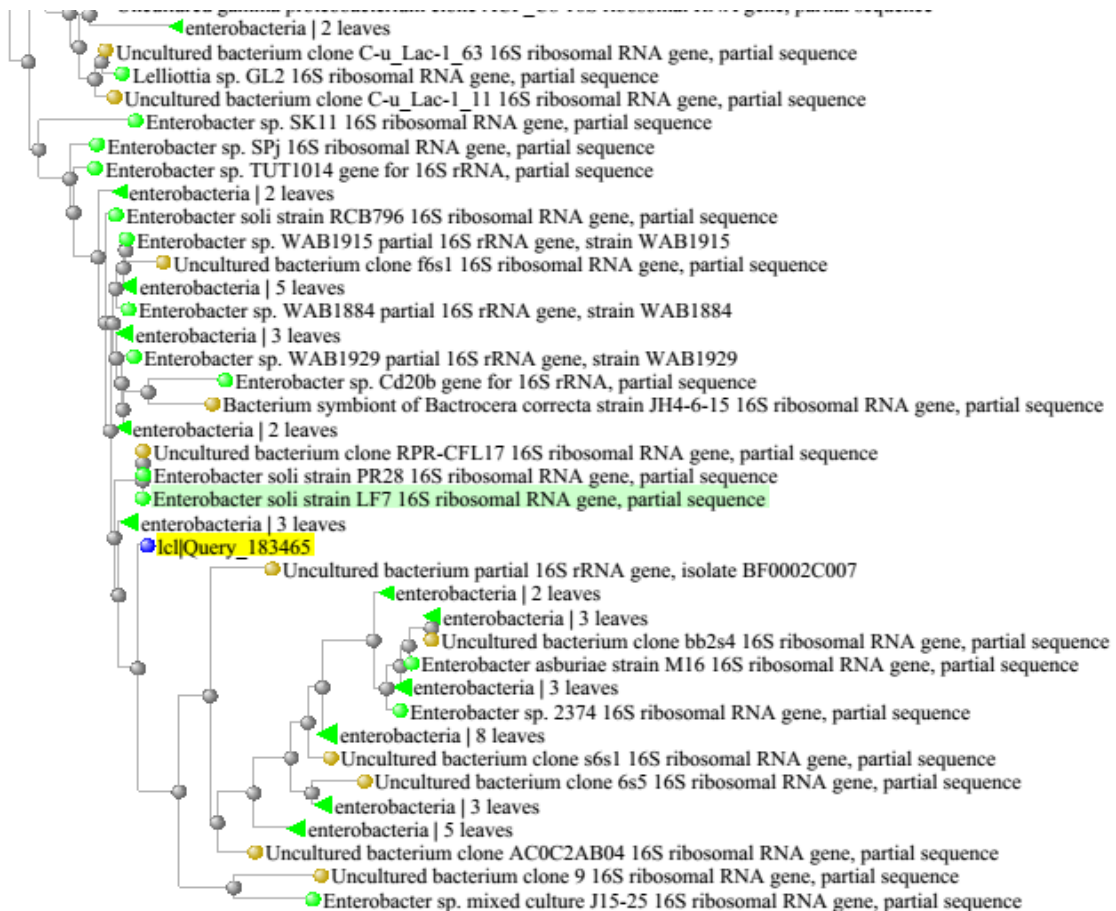 enterobacteria | 2 leaves
Uncultured bacterium clone C-u_Lac-1_63 16S ribosomal RNA gene, partial sequence
Lelliottia sp. GL2 16S ribosomal RNA gene, partial sequence
Uncultured bacterium clone C-u_Lac-1_11 16S ribosomal RNA gene, partial sequence
Enterobacter sp. SK11 16S ribosomal RNA gene, partial sequence
Enterobacter sp. SPj 16S ribosomal RNA gene, partial sequence
Enterobacter sp. TUT1014 gene for 16S rRNA, partial sequence
enterobacteria | 2 leaves
Enterobacter soli strain RCB796 16S ribosomal RNA gene, partial sequence
Enterobacter sp. WAB1915 partial 16S rRNA gene, strain WAB1915
Uncultured bacterium clone f6s1 16S ribosomal RNA gene, partial sequence
enterobacteria | 5 leaves
Enterobacter sp. WAB1884 partial 16S rRNA gene, strain WAB1884
enterobacteria | 3 leaves
Enterobacter sp. WAB1929 partial 16S rRNA gene, strain WAB1929
Enterobacter sp. Cd20b gene for 16S rRNA, partial sequence
Bacterium symbiont of Bactrocera correcta strain JH4-6-15 16S ribosomal RNA gene, partial sequence
enterobacteria | 2 leaves
Uncultured bacterium clone RPR-CFL17 16S ribosomal RNA gene, partial sequence
Enterobacter soli strain PR28 16S ribosomal RNA gene, partial sequence
Enterobacter soli strain LF7 16S ribosomal RNA gene, partial sequence
enterobacteria | 3 leaves
lcl|Query_183465
Uncultured bacterium partial 16S rRNA gene, isolate BF0002C007
enterobacteria | 2 leaves
enterobacteria | 3 leaves
Uncultured bacterium clone bb2s4 16S ribosomal RNA gene, partial sequence
Enterobacter asburiae strain M16 16S ribosomal RNA gene, partial sequence
enterobacteria | 3 leaves
Enterobacter sp. 2374 16S ribosomal RNA gene, partial sequence
enterobacteria | 8 leaves
Uncultured bacterium clone s6s1 16S ribosomal RNA gene, partial sequence
Uncultured bacterium clone 6s5 16S ribosomal RNA gene, partial sequence
enterobacteria | 3 leaves
enterobacteria | 5 leaves
Uncultured bacterium clone AC0C2AB04 16S ribosomal RNA gene, partial sequence
Uncultured bacterium clone 9 16S ribosomal RNA gene, partial sequence
Enterobacter sp. mixed culture J15-25 16S ribosomal RNA gene, partial sequence